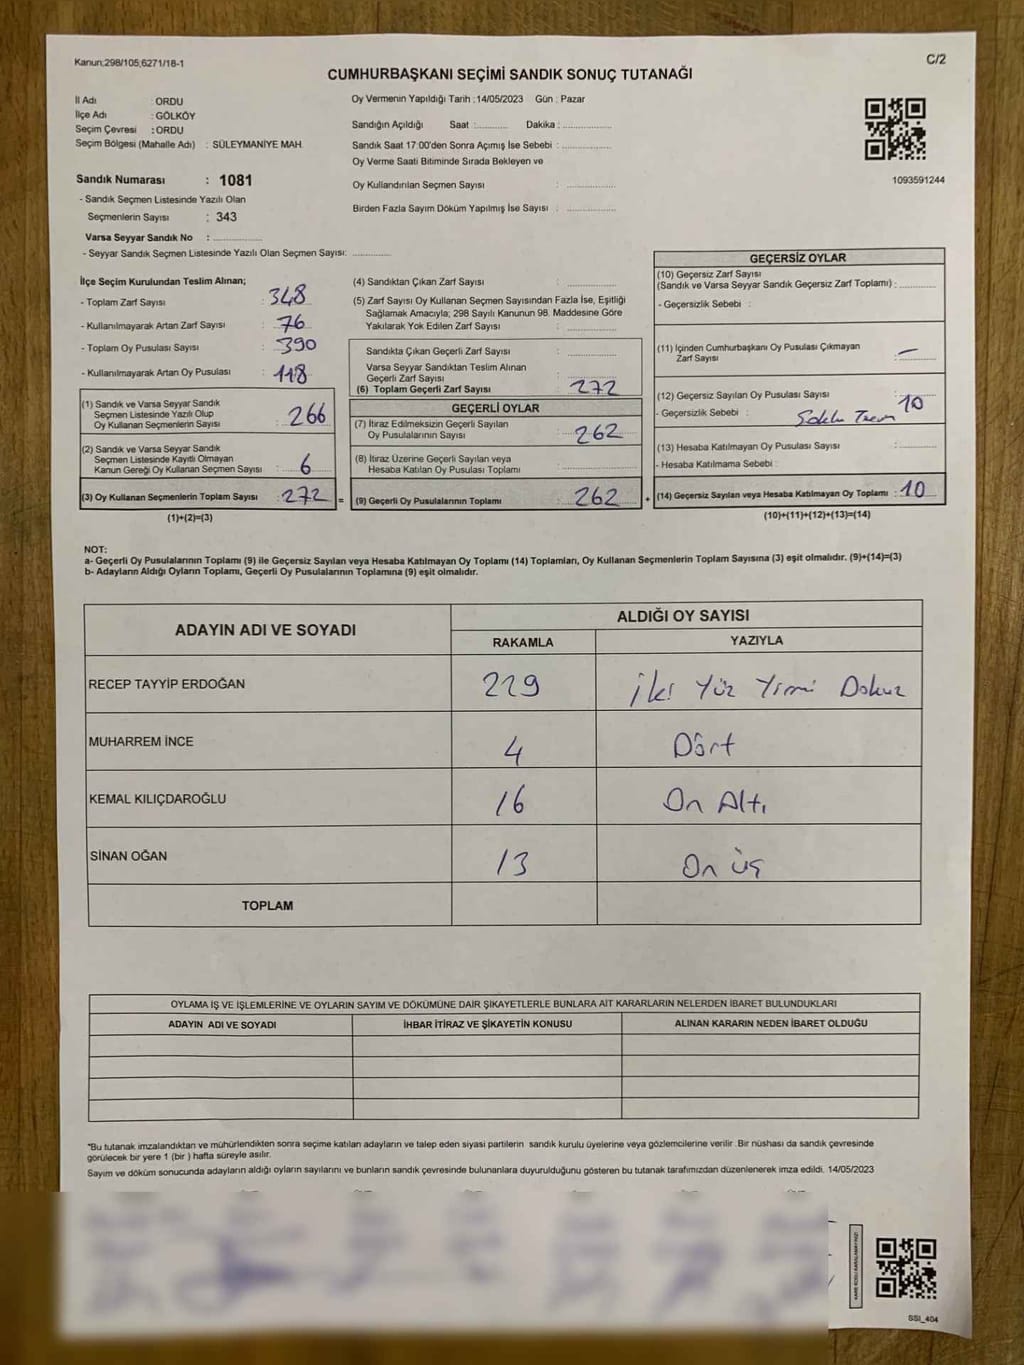 Kanun;298/105;6271/18-1
C/2
CUMHURBAŞKANI SEÇİMİ SANDIK SONUÇ TUTANAĞI
İl Adı : ORDU
İlçe Adı : GÖLKÖY
Seçim Çevresi : ORDU
Seçim Bölgesi (Mahalle Adı) : SÜLEYMANİYE MAH.
Sandık Numarası : 1081
- Sandık Seçmen Listesinde Yazılı Olan
Seçmenlerin Sayısı : 343
Varsa Seyyar Sandık No : ..............
- Seyyar Sandık Seçmen Listesinde Yazılı Olan Seçmen Sayısı: ............
Oy Vermenin Yapıldığı Tarih : 14/05/2023 Gün : Pazar
Sandığın Açıldığı Saat :........... Dakika : ...............
Sandık Saat 17:00'den Sonra Açımış İse Sebebi : ...............
Oy Verme Saati Bitiminde Sırada Bekleyen ve
Oy Kullandırılan Seçmen Sayısı : ...............
Birden Fazla Sayım Döküm Yapılmış İse Sayısı : ...............
1093591244
İlçe Seçim Kurulundan Teslim Alınan;
- Toplam Zarf Sayısı : 348
- Kullanılmayarak Artan Zarf Sayısı : 76
- Toplam Oy Pusulası Sayısı : 390
- Kullanılmayarak Artan Oy Pusulası : 118
(1) Sandık ve Varsa Seyyar Sandık
Seçmen Listesinde Yazılı Olup
Oy Kullanan Seçmenlerin Sayısı : 266
(2) Sandık ve Varsa Seyyar Sandık
Seçmen Listesinde Kayıtlı Olmayan
Kanun Gereği Oy Kullanan Seçmen Sayısı : 6
(3) Oy Kullanan Seçmenlerin Toplam Sayısı : 272 =
(1)+(2)=(3)
(4) Sandıktan Çıkan Zarf Sayısı : ...............
(5) Zarf Sayısı Oy Kullanan Seçmen Sayısından Fazla İse, Eşitliği
Sağlamak Amacıyla; 298 Sayılı Kanunun 98. Maddesine Göre
Yakılarak Yok Edilen Zarf Sayısı : ...............
Sandıkta Çıkan Geçerli Zarf Sayısı : ...............
Varsa Seyyar Sandıktan Teslim Alınan
Geçerli Zarf Sayısı : ...............
(6) Toplam Geçerli Zarf Sayısı : 272
GEÇERLİ OYLAR
(7) İtiraz Edilmeksizin Geçerli Sayılan
Oy Pusulalarının Sayısı : 262
(8) İtiraz Üzerine Geçerli Sayılan veya
Hesaba Katılan Oy Pusulası Toplamı : ...............
(9) Geçerli Oy Pusulalarının Toplamı : 262 +
GEÇERSİZ OYLAR
(10) Geçersiz Zarf Sayısı
(Sandık ve Varsa Seyyar Sandık Geçersiz Zarf Toplamı) : ...........
- Geçersizlik Sebebi :
(11) İçinden Cumhurbaşkanı Oy Pusulası Çıkmayan
Zarf Sayısı : —
(12) Geçersiz Sayılan Oy Pusulası Sayısı : 10
- Geçersizlik Sebebi :
(13) Hesaba Katılmayan Oy Pusulası Sayısı : ...........
- Hesaba Katılmama Sebebi :
(14) Geçersiz Sayılan veya Hesaba Katılmayan Oy Toplamı : 10
(10)+(11)+(12)+(13)=(14)
NOT:
a- Geçerli Oy Pusulalarının Toplamı (9) ile Geçersiz Sayılan veya Hesaba Katılmayan Oy Toplamı (14) Toplamları, Oy Kullanan Seçmenlerin Toplam Sayısına (3) eşit olmalıdır. (9)+(14)=(3)
b- Adayların Aldığı Oyların Toplamı, Geçerli Oy Pusulalarının Toplamına (9) eşit olmalıdır.
ADAYIN ADI VE SOYADI
ALDIĞI OY SAYISI
RAKAMLA YAZIYLA
RECEP TAYYİP ERDOĞAN 229 İki Yüz Yirmi Dokuz
MUHARREM İNCE 4 Dört
KEMAL KILIÇDAROĞLU 16 On Altı
SİNAN OĞAN 13 On üç
TOPLAM
OYLAMA İŞ VE İŞLEMLERİNE VE OYLARIN SAYIM VE DÖKÜMÜNE DAİR ŞİKAYETLERLE BUNLARA AİT KARARLARIN NELERDEN İBARET BULUNDUKLARI
ADAYIN ADI VE SOYADI İHBAR İTİRAZ VE ŞİKAYETİN KONUSU ALINAN KARARIN NEDEN İBARET OLDUĞU
*Bu tutanak imzalandıktan ve mühürlendikten sonra seçime katılan adayların ve talep eden siyasi partilerin sandık kurulu üyelerine veya gözlemcilerine verilir .Bir nüshası da sandık çevresinde
görülecek bir yere 1 (bir ) hafta süreyle asılır.
Sayım ve döküm sonucunda adayların aldığı oyların sayılarını ve bunların sandık çevresinde bulunanlara duyurulduğunu gösteren bu tutanak tarafımızdan düzenlenerek imza edildi. 14/05/2023
SSI_404